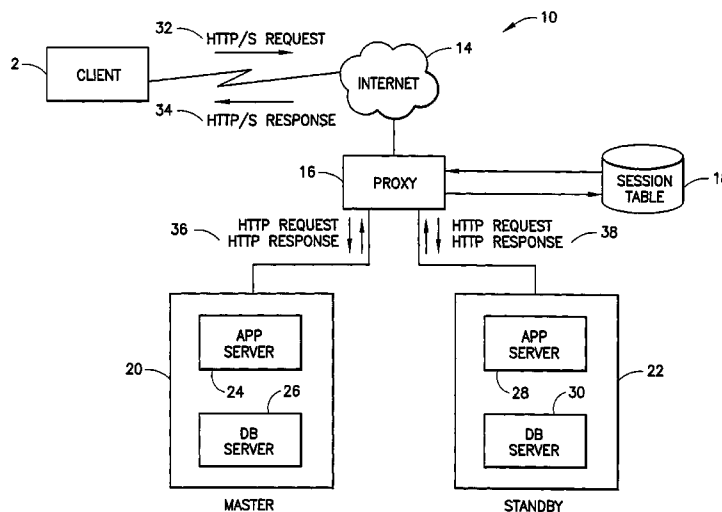 10
32
HTTP/S REQUEST
14
2
CLIENT
INTERNET
34
HTTP/S RESPONSE
16
PROXY
SESSION
TABLE
18
36
HTTP REQUEST
HTTP RESPONSE
HTTP REQUEST
HTTP RESPONSE
38
20
APP
SERVER
24
26
DB
SERVER
MASTER
APP
SERVER
22
28
30
DB
SERVER
STANDBY